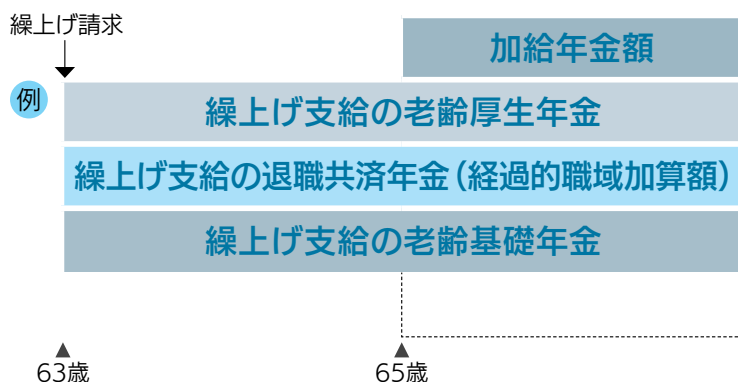 繰上げ請求
加給年金額
例
繰上げ支給の老齢厚生年金
繰上げ支給の退職共済年金（経過的職域加算額）
繰上げ支給の老齢基礎年金
63歳
65歳